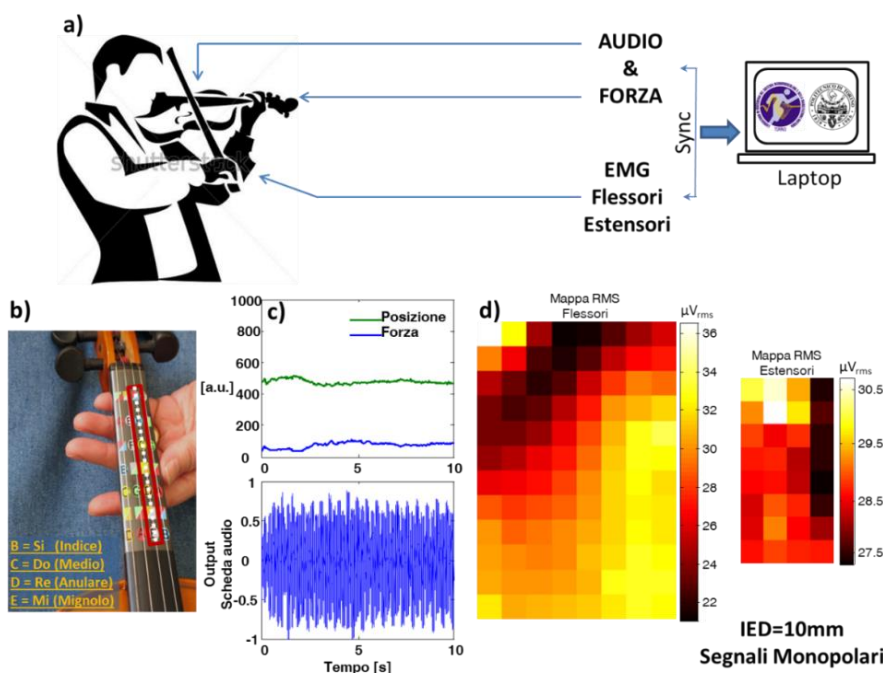 a)
AUDIO
&
FORZA
EMG
Flessori
Estensori
Sync
Laptop
shutterstock
b)
B = Si (Indice)
C = Do (Medio)
D = Re (Anulare)
E = Mi (Mignolo)
c)
1000
800
600
[a.u.]
400
200
0
Posizione
Forza
0 5 10
1
0.5
0
-0.5
-1
Output
Scheda audio
0 5 10
Tempo [s]
d)
Mappa RMS
Flessori
µVrms
36
34
32
30
28
26
24
22
Mappa RMS
Estensori
µVrms
30.5
29.5
28.5
27.5
IED=10mm
Segnali Monopolari